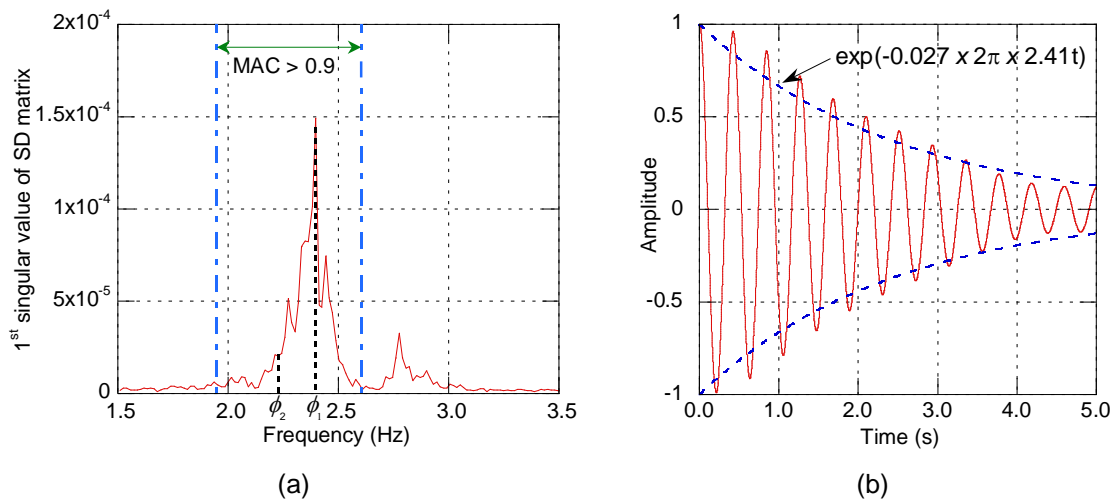 2x10⁻⁴
1.5x10⁻⁴
1x10⁻⁴
5x10⁻⁵
0
1ˢᵗ singular value of SD matrix
MAC > 0.9
1.5 2.0 2.5 3.0 3.5
ϕ₂ ϕ₁
Frequency (Hz)
(a)
1
0.5
0
-0.5
-1
Amplitude
exp(-0.027 x 2π x 2.41t)
0.0 1.0 2.0 3.0 4.0 5.0
Time (s)
(b)